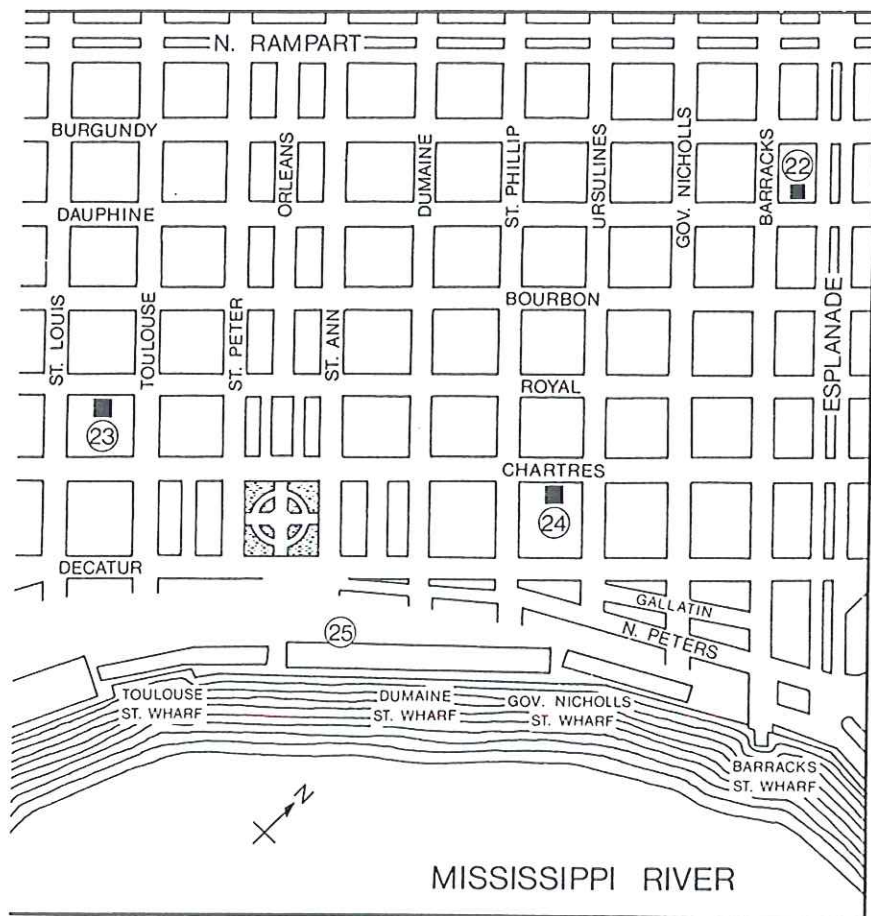 N. RAMPART
BURGUNDY
ORLEANS
DUMAINE
ST. PHILLIP
URSULINES
GOV. NICHOLLS
BARRACKS
22
DAUPHINE
BOURBON
ST. LOUIS
TOULOUSE
ST. PETER
ST. ANN
ESPLANADE
ROYAL
23
CHARTRES
24
DECATUR
GALLATIN
N. PETERS
25
TOULOUSE
ST. WHARF
DUMAINE
ST. WHARF
GOV. NICHOLLS
ST. WHARF
BARRACKS
ST. WHARF
N
MISSISSIPPI RIVER